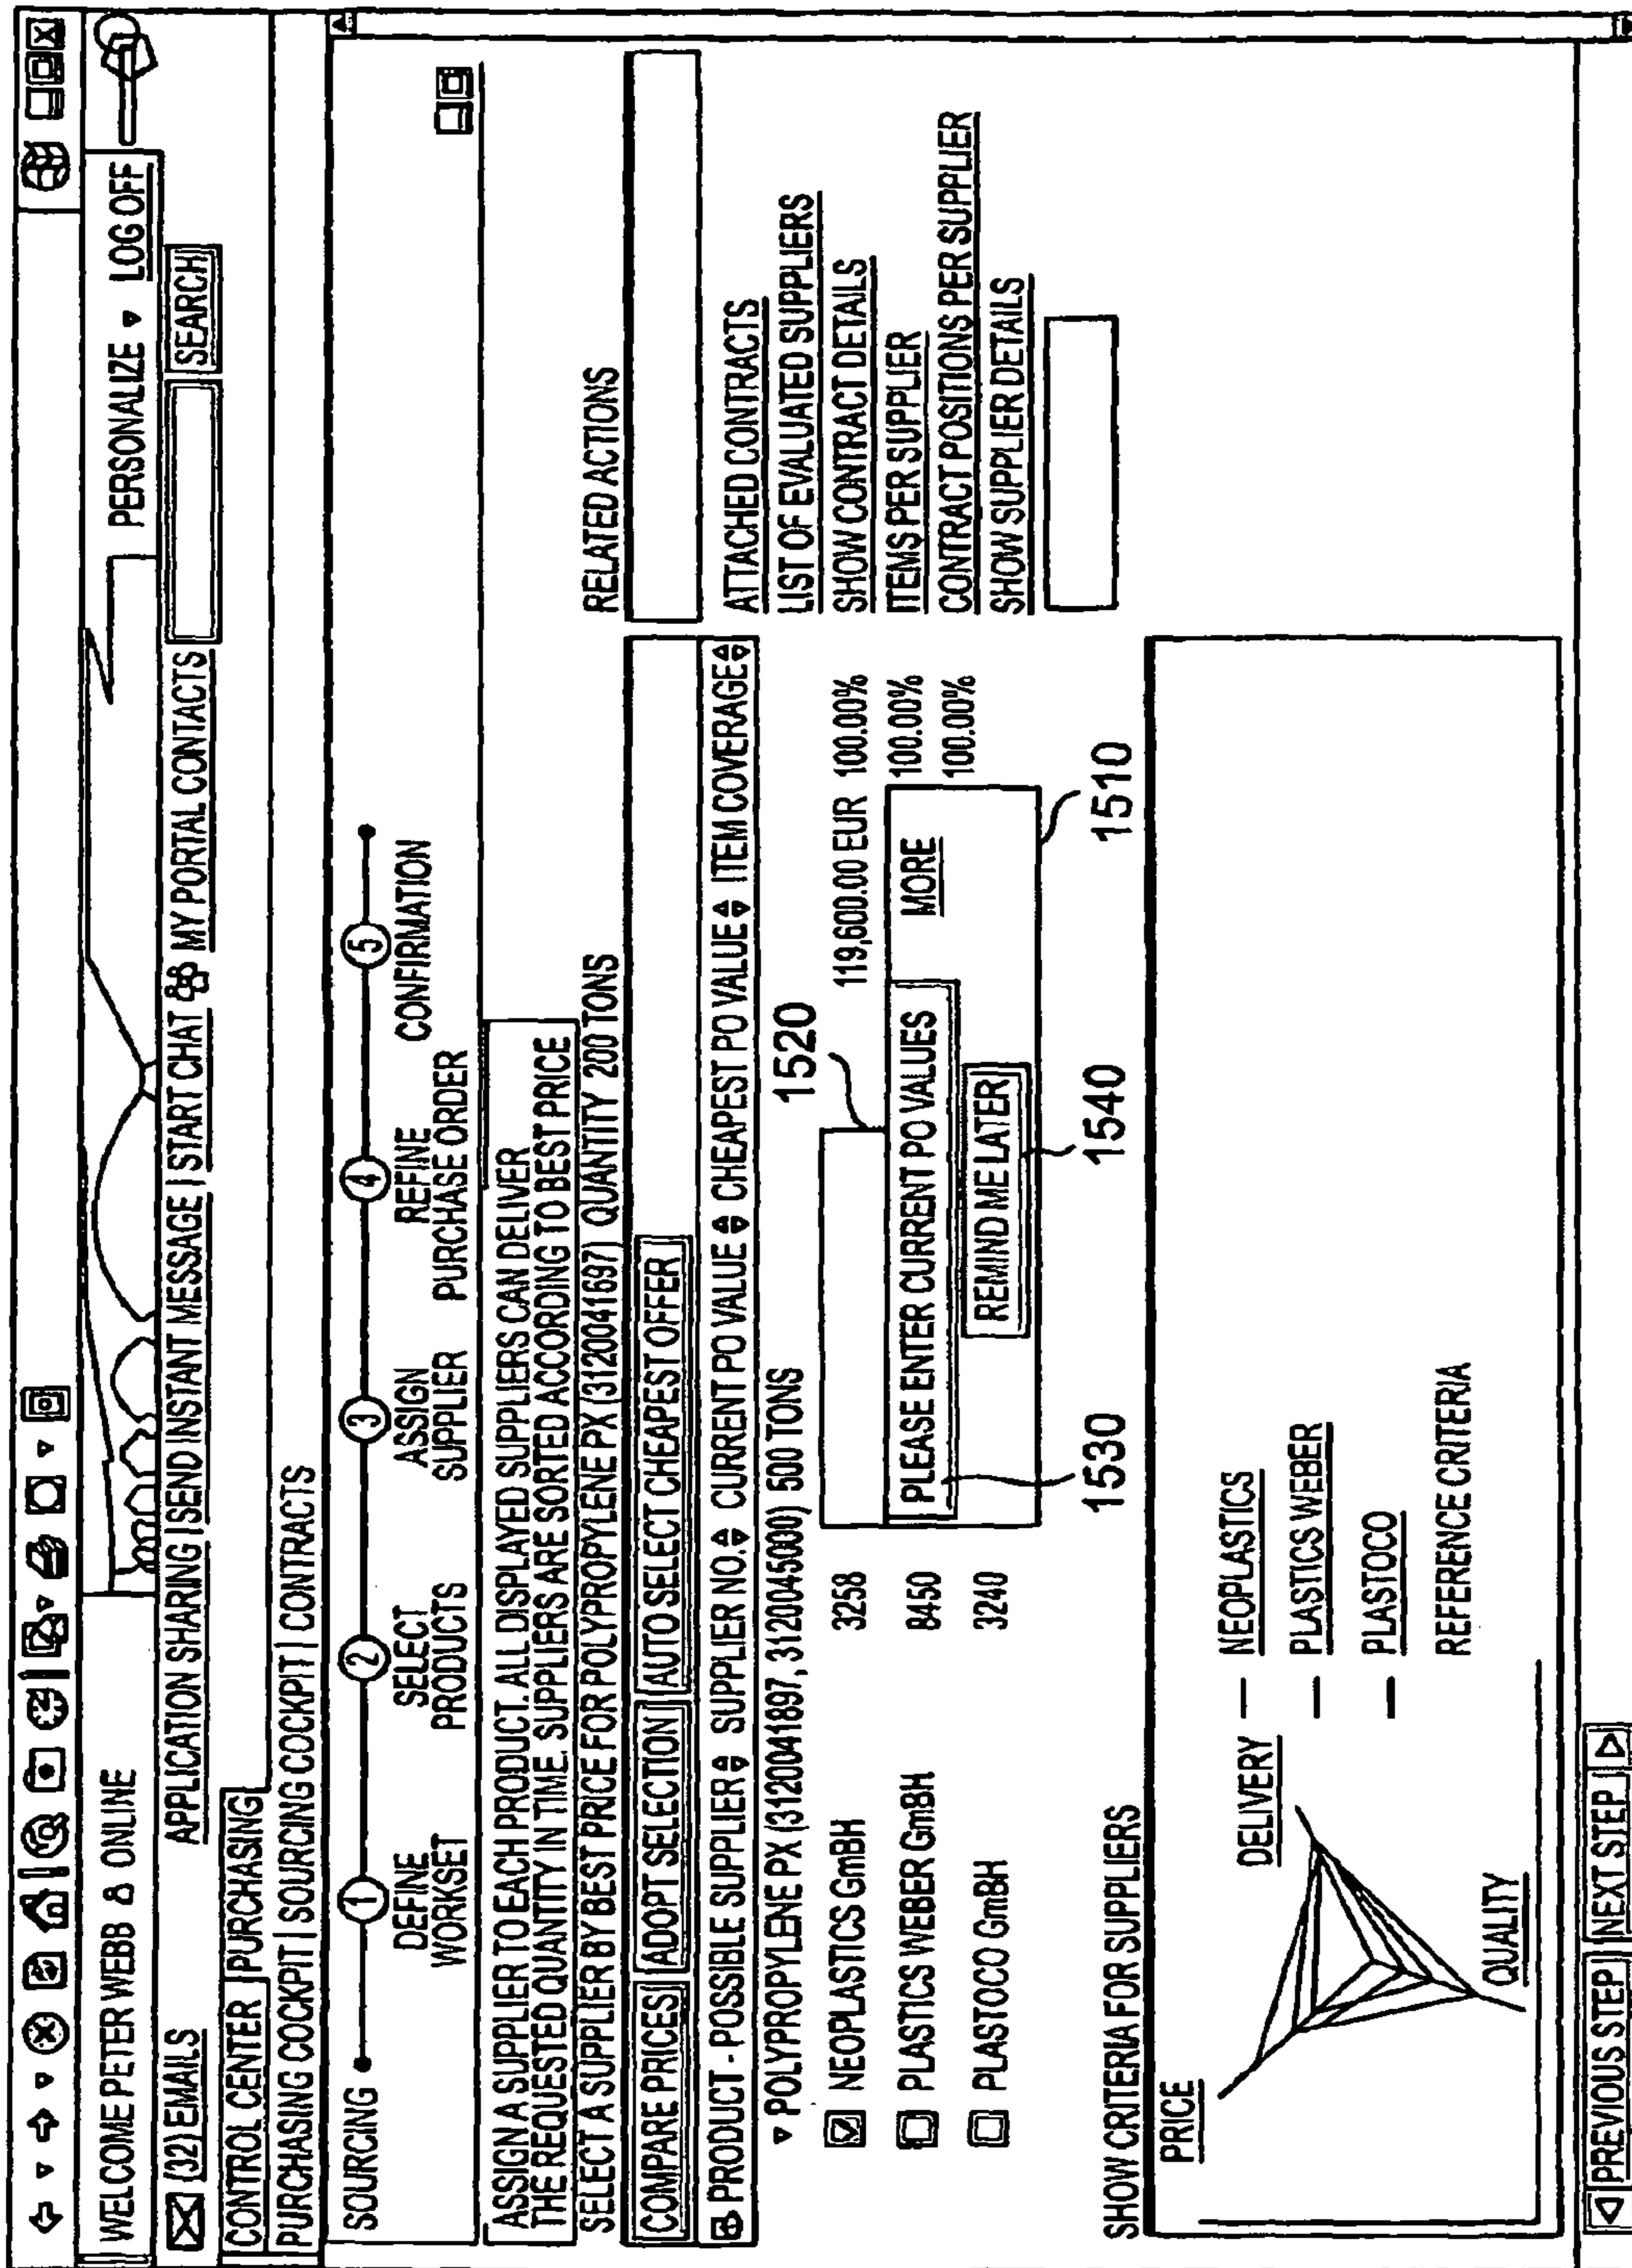 WELCOME PETER WEBB & ONLINE
PERSONALIZE LOG OFF
(32) EMAILS APPLICATION SHARING | SEND INSTANT MESSAGE | START CHAT MY PORTAL CONTACTS SEARCH
CONTROL CENTER PURCHASING
PURCHASING COCKPIT | SOURCING COCKPIT | CONTRACTS
SOURCING
1 2 3 4 5
DEFINE WORKSET
SELECT PRODUCTS
ASSIGN SUPPLIER
REFINE PURCHASE ORDER
CONFIRMATION
ASSIGN A SUPPLIER TO EACH PRODUCT. ALL DISPLAYED SUPPLIERS CAN DELIVER
THE REQUESTED QUANTITY IN TIME. SUPPLIERS ARE SORTED ACCORDING TO BEST PRICE
SELECT A SUPPLIER BY BEST PRICE FOR POLYPROPYLENE PX (3120041697) QUANTITY 200 TONS
COMPARE PRICES ADOPT SELECTION AUTO SELECT CHEAPEST OFFER
PRODUCT - POSSIBLE SUPPLIER SUPPLIER NO. CURRENT PO VALUE CHEAPEST PO VALUE ITEM COVERAGE
POLYPROPYLENE PX (3120041897, 3120045000) 500 TONS
1520
NEOPLASTICS GmBH 3258 119,600.00 EUR 100.00%
PLASTICS WEBER GmBH 8450 PLEASE ENTER CURRENT PO VALUES MORE 100.00%
PLASTOCO GmBH 3240 REMIND ME LATER 100.00%
1530 1540 1510
RELATED ACTIONS
ATTACHED CONTRACTS
LIST OF EVALUATED SUPPLIERS
SHOW CONTRACT DETAILS
ITEMS PER SUPPLIER
CONTRACT POSITIONS PER SUPPLIER
SHOW SUPPLIER DETAILS
SHOW CRITERIA FOR SUPPLIERS
PRICE
DELIVERY
QUALITY
NEOPLASTICS
PLASTICS WEBER
PLASTOCO
REFERENCE CRITERIA
PREVIOUS STEP NEXT STEP